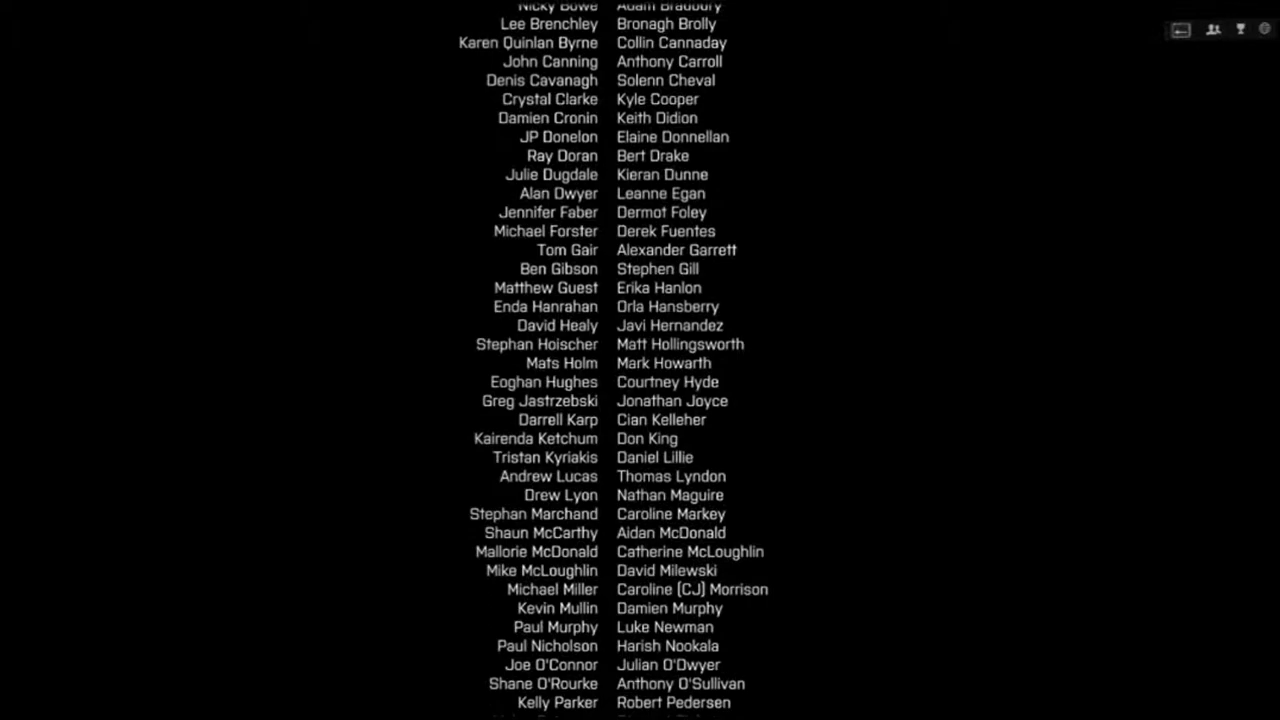 Nicky Bowe Adam Bradbury
Lee Brenchley Bronagh Brolly
Karen Quinlan Byrne Collin Cannaday
John Canning Anthony Carroll
Denis Cavanagh Solenn Cheval
Crystal Clarke Kyle Cooper
Damien Cronin Keith Didion
JP Donelon Elaine Donnellan
Ray Doran Bert Drake
Julie Dugdale Kieran Dunne
Alan Dwyer Leanne Egan
Jennifer Faber Dermot Foley
Michael Forster Derek Fuentes
Tom Gair Alexander Garrett
Ben Gibson Stephen Gill
Matthew Guest Erika Hanlon
Enda Hanrahan Orla Hansberry
David Healy Javi Hernandez
Stephan Hoischer Matt Hollingsworth
Mats Holm Mark Howarth
Eoghan Hughes Courtney Hyde
Greg Jastrzebski Jonathan Joyce
Darrell Karp Cian Kelleher
Kairenda Ketchum Don King
Tristan Kyriakis Daniel Lillie
Andrew Lucas Thomas Lyndon
Drew Lyon Nathan Maguire
Stephan Marchand Caroline Markey
Shaun McCarthy Aidan McDonald
Mallorie McDonald Catherine McLoughlin
Mike McLoughlin David Milewski
Michael Miller Caroline (CJ) Morrison
Kevin Mullin Damien Murphy
Paul Murphy Luke Newman
Paul Nicholson Harish Nookala
Joe O'Connor Julian O'Dwyer
Shane O'Rourke Anthony O'Sullivan
Kelly Parker Robert Pedersen